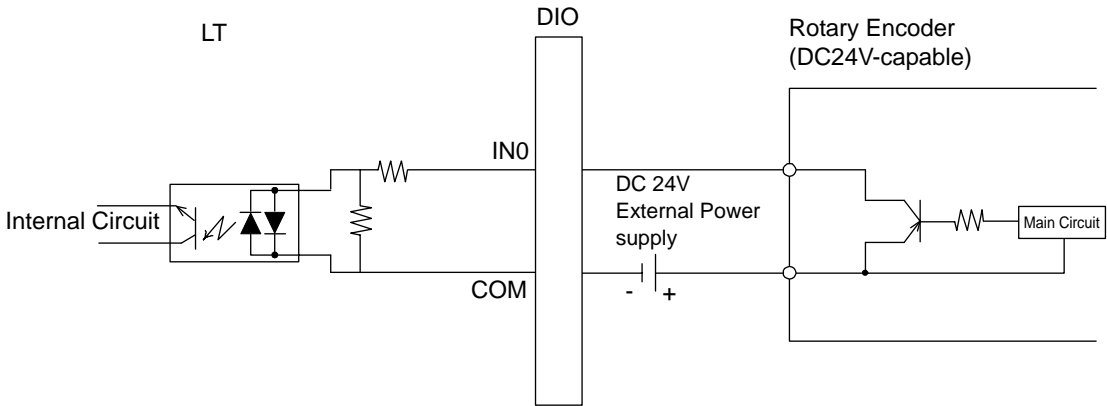 LT
DIO
Rotary Encoder
(DC24V-capable)
IN0
DC 24V
External Power
supply
Internal Circuit
Main Circuit
COM
- +